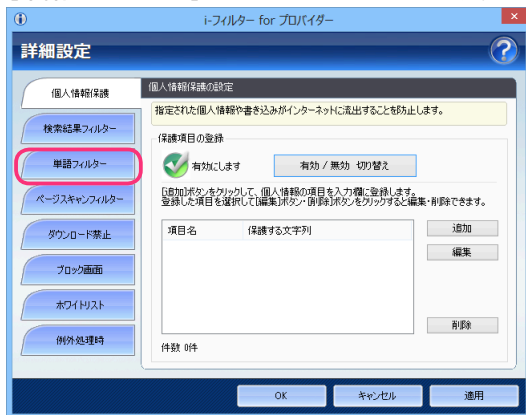 i-フィルター for プロバイダー
詳細設定
個人情報保護
検索結果フィルター
単語フィルター
ページスキャンフィルター
ダウンロード禁止
ブロック画面
ホワイトリスト
例外処理時
個人情報保護の設定
指定された個人情報や書き込みがインターネットに流出することを防止します。
保護項目の登録
有効にします
有効 / 無効 切り替え
[追加]ボタンをクリックして、個人情報の項目を入力欄に登録します。
登録した項目を選択して[編集]ボタン・[削除]ボタンをクリックすると編集・削除できます。
項目名 保護する文字列
追加
編集
削除
件数 0件
OK キャンセル 適用